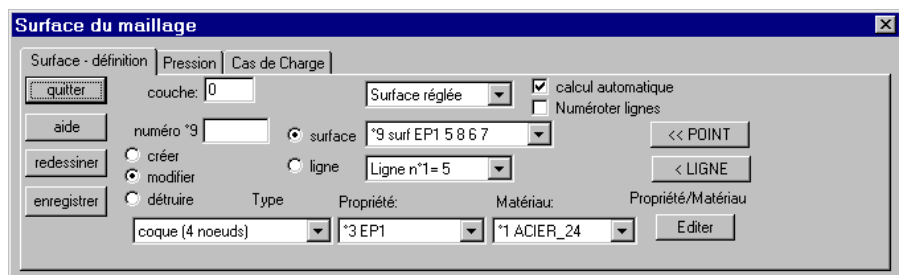 Surface du maillage
Surface - définition Pression Cas de Charge
quitter couche: 0 Surface réglée calcul automatique
Numéroter lignes
aide numéro *9 surface *9 surf EP1 5 8 6 7 << POINT
redessiner créer ligne Ligne n°1= 5 < LIGNE
modifier
enregistrer détruire Type Propriété: Matériau: Propriété/Matériau
coque (4 noeuds) *3 EP1 *1 ACIER_24 Editer